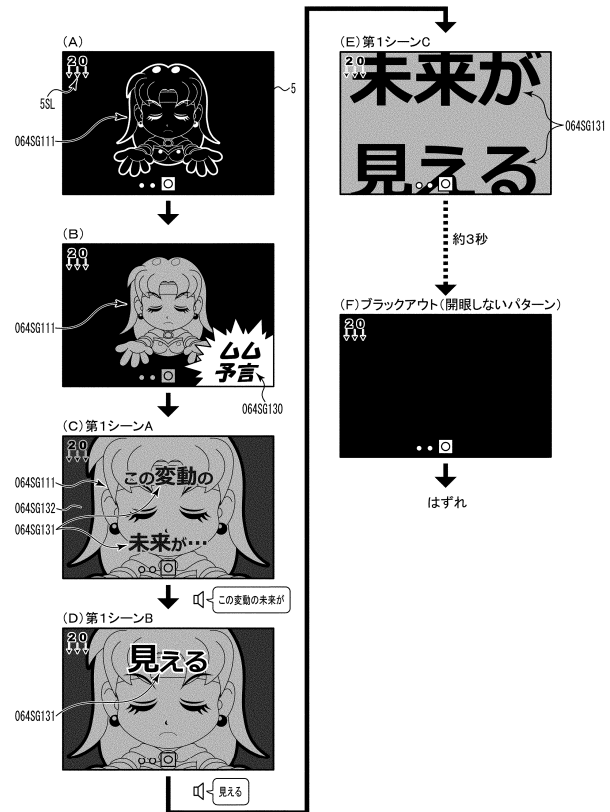 (A)
20
5SL
5
064SG111
(B)
20
064SG111
ムム
予言
064SG130
(C)第1シーンA
20
064SG111
064SG132
064SG131
この変動の
未来が…
この変動の未来が
(D)第1シーンB
20
見える
064SG131
見える
(E)第1シーンC
20
未来が
見える
064SG131
約3秒
(F)ブラックアウト(開眼しないパターン)
20
はずれ